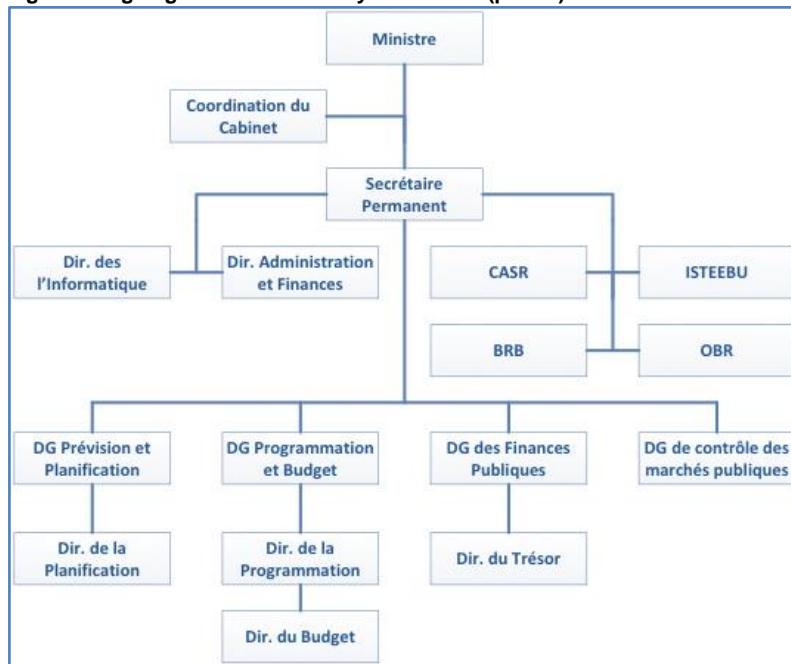 Ministre
Coordination du
Cabinet
Secrétaire
Permanent
Dir. des
l'Informatique
Dir. Administration
et Finances
CASR
ISTEEBU
BRB
OBR
DG Prévision et
Planification
DG Programmation
et Budget
DG des Finances
Publiques
DG de contrôle des
marchés publiques
Dir. de la
Planification
Dir. de la
Programmation
Dir. du Trésor
Dir. du Budget